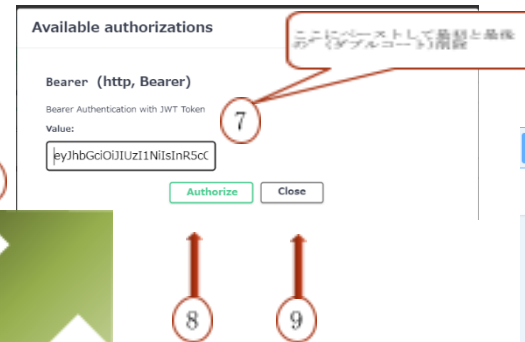 Available authorizations
ここにペーストして最初と最後
の"(ダブルコート)削除
Bearer (http, Bearer)
Bearer Authentication with JWT Token
7
Value:
eyJhbGciOiJIUzI1NiIsInR5cC
Authorize
Close
8
9